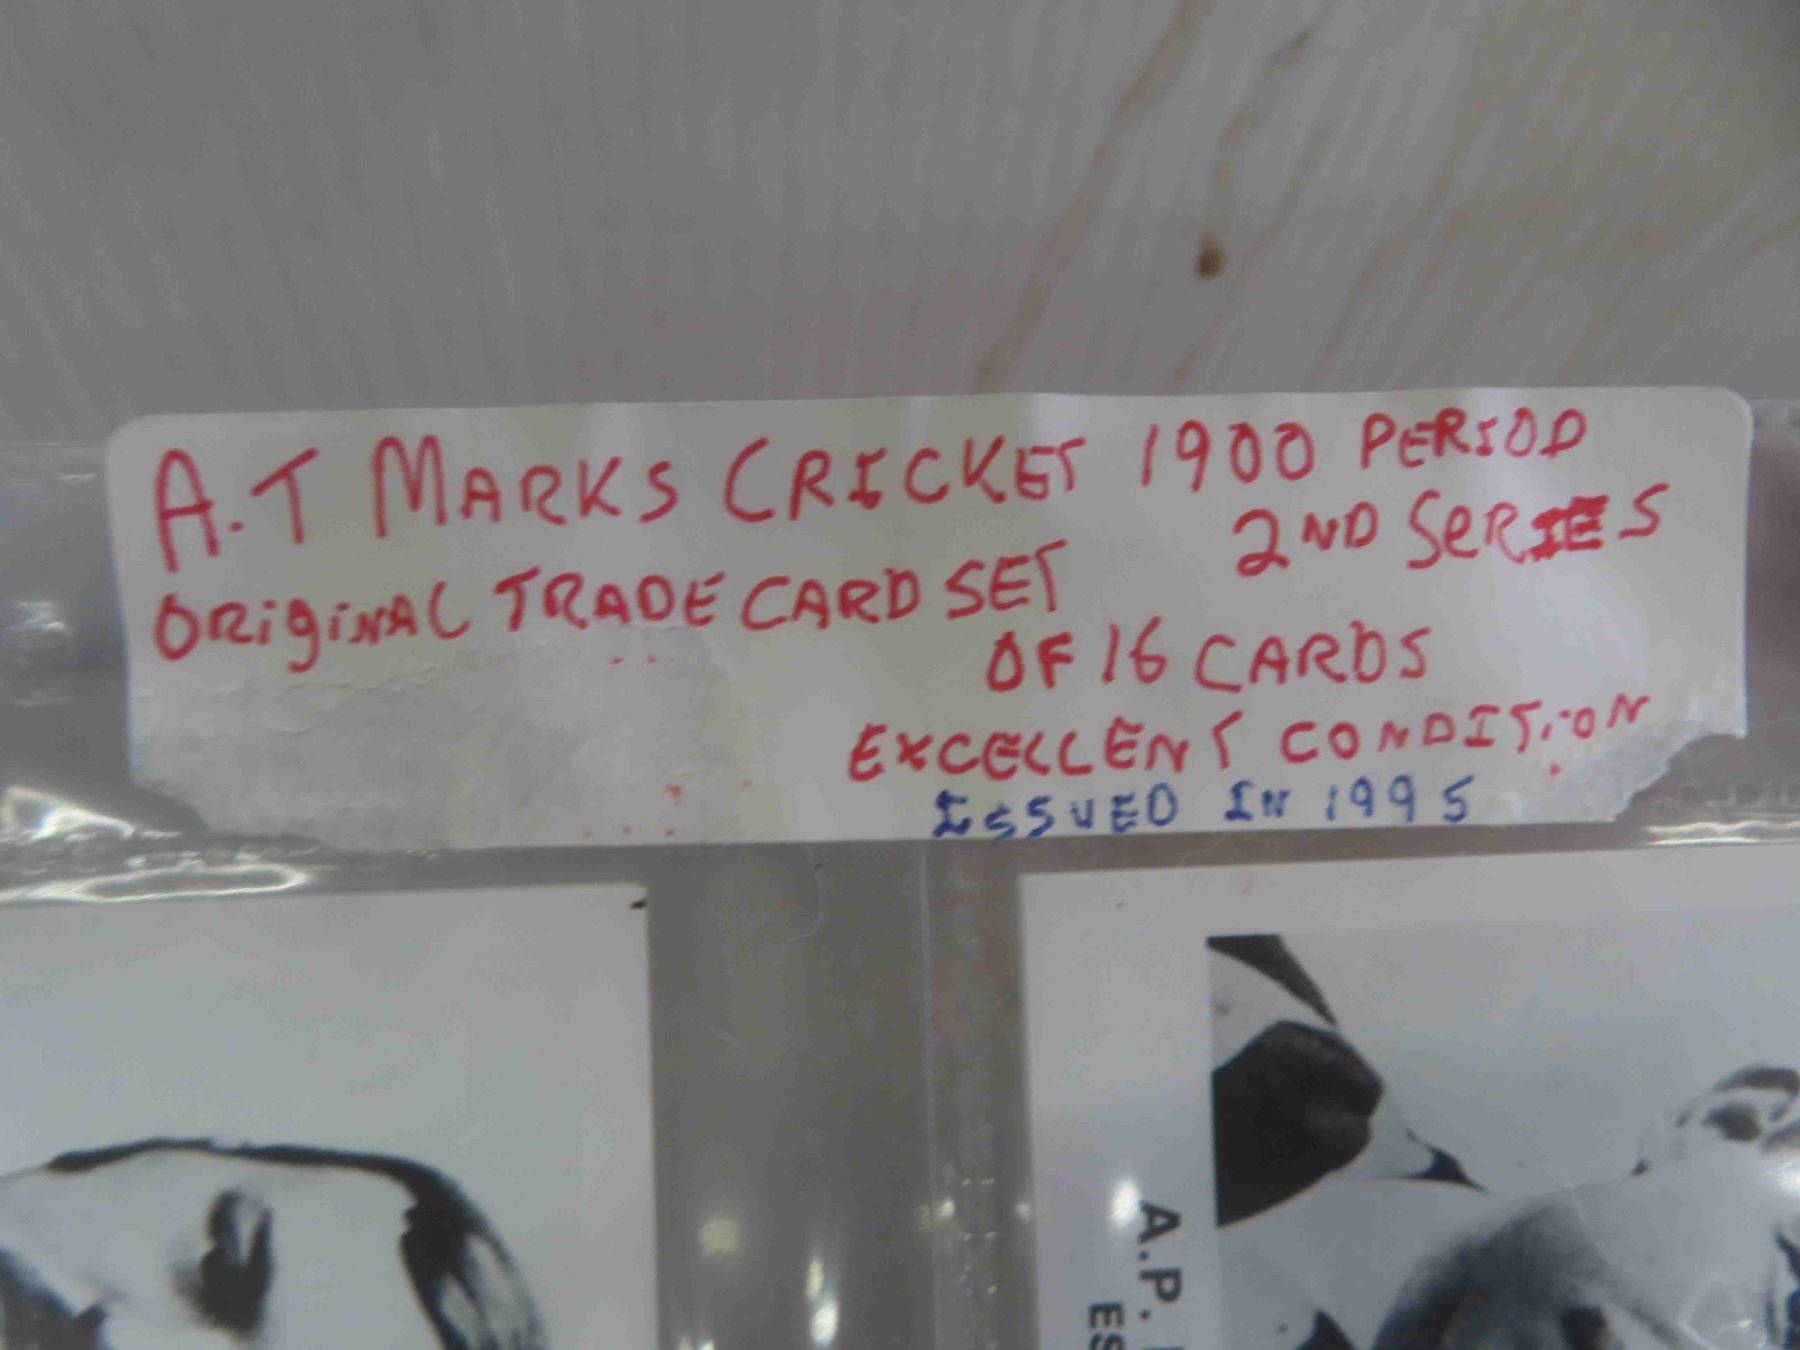 A.T MARKS CRICKET 1900 PERIOD
2ND SERIES
ORiginAL TRADE CARD SET
OF 16 CARDS
EXCELLENT CONDITiON
ISSUED IN 1995
A.P.
ES